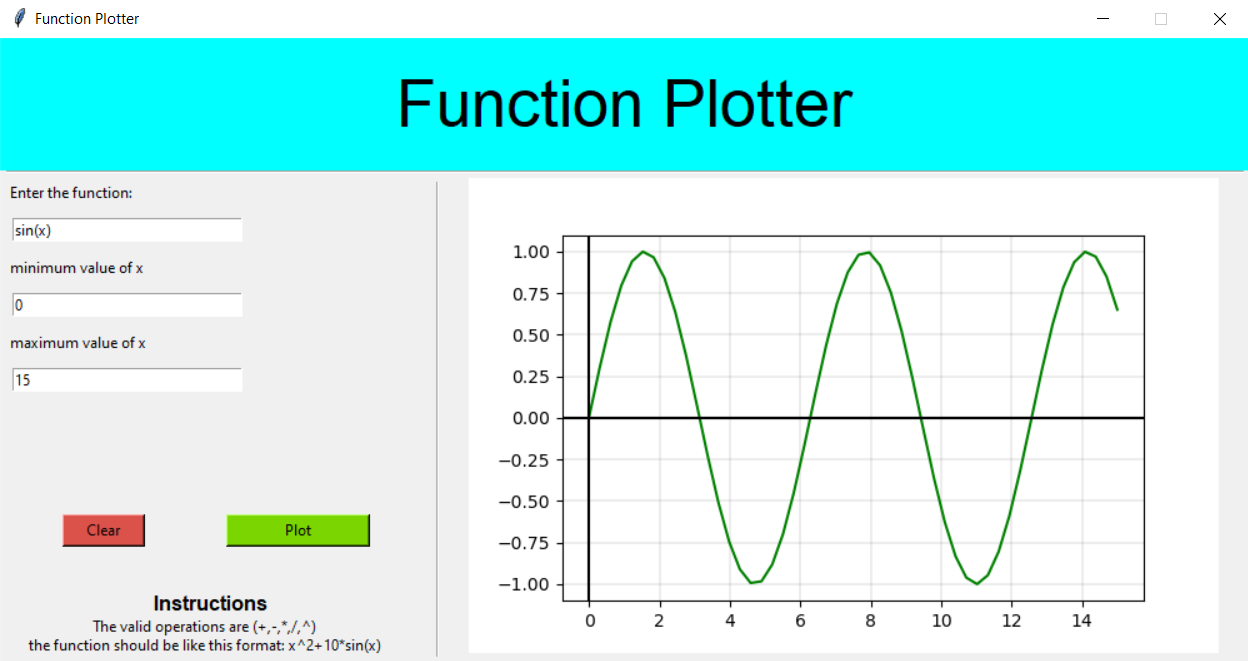 Function Plotter
Function Plotter
Enter the function:
sin(x)
minimum value of x
0
maximum value of x
15
Clear
Plot
Instructions
The valid operations are (+,-,*,/,^)
the function should be like this format: x^2+10*sin(x)
1.00
0.75
0.50
0.25
0.00
−0.25
−0.50
−0.75
−1.00
0 2 4 6 8 10 12 14